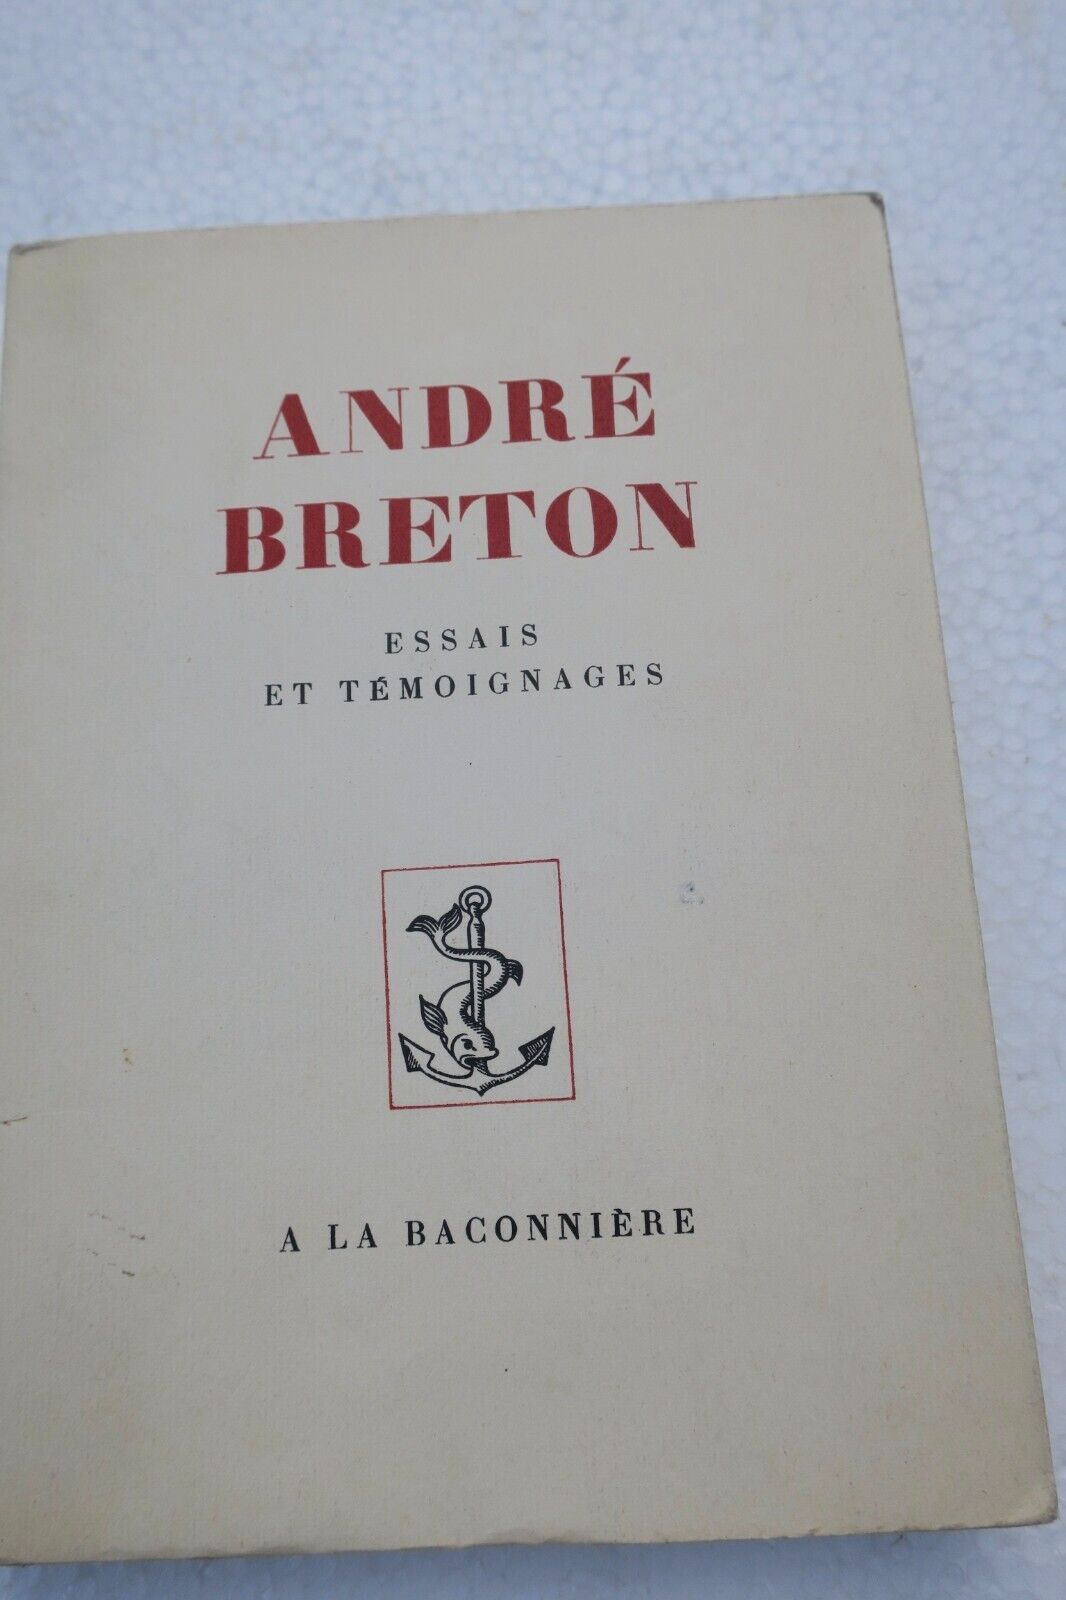 ANDRÉ
BRETON
ESSAIS
ET TÉMOIGNAGES
A LA BACONNIÈRE